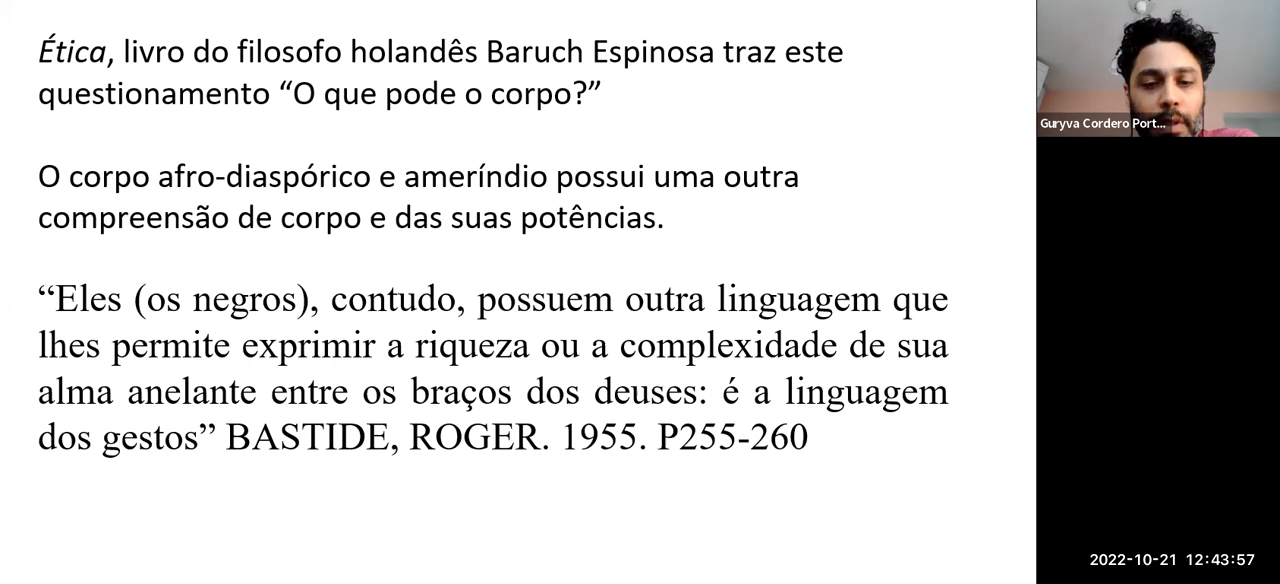 Ética, livro do filosofo holandês Baruch Espinosa traz este
questionamento “O que pode o corpo?”
O corpo afro-diaspórico e ameríndio possui uma outra
compreensão de corpo e das suas potências.
“Eles (os negros), contudo, possuem outra linguagem que
lhes permite exprimir a riqueza ou a complexidade de sua
alma anelante entre os braços dos deuses: é a linguagem
dos gestos” BASTIDE, ROGER. 1955. P255-260
Guryva Cordero Port...
2022-10-21 12:43:57